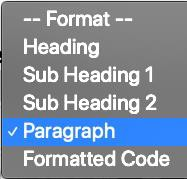 -- Format --
Heading
Sub Heading 1
Sub Heading 2
✓ Paragraph
Formatted Code